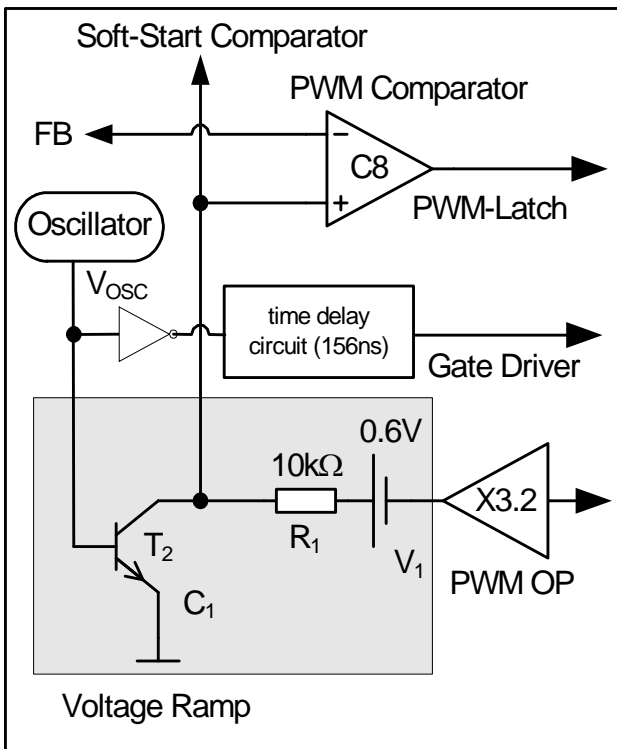 Soft-Start Comparator
PWM Comparator
FB
−
C8
+
PWM-Latch
Oscillator
VOSC
time delay
circuit (156ns)
Gate Driver
0.6V
10kΩ
X3.2
R1
V1
PWM OP
T2
C1
Voltage Ramp